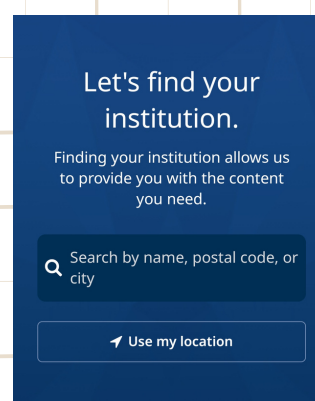 Let's find your
institution.
Finding your institution allows us
to provide you with the content
you need.
Search by name, postal code, or
city
Use my location